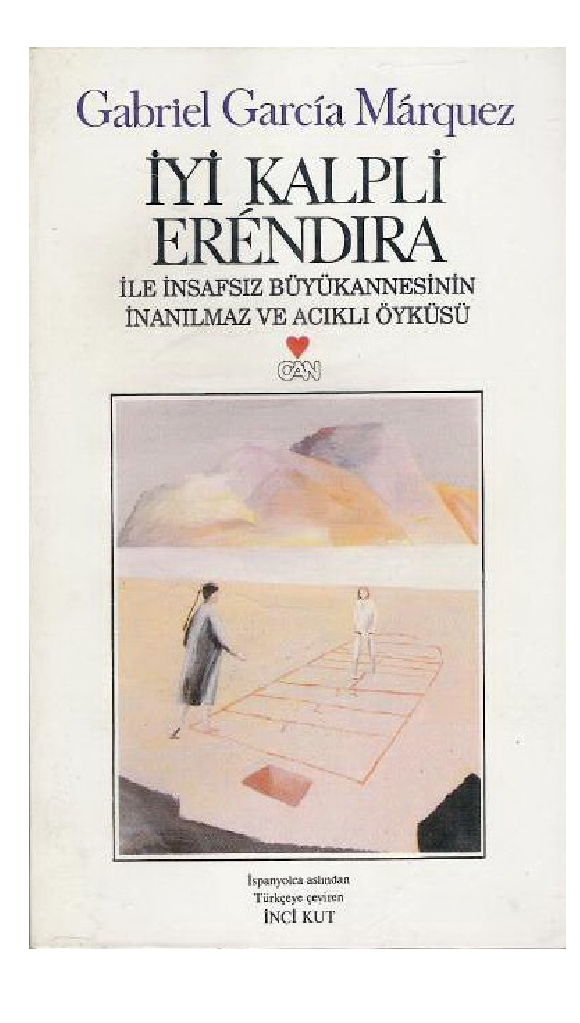 Gabriel García Márquez
İYİ KALPLİ
ERÉNDIRA
İLE İNSAFSIZ BÜYÜKANNESİNİN
İNANILMAZ VE ACIKLI ÖYKÜSÜ
CAN
İspanyolca aslından
Türkçeye çeviren
İNCİ KUT